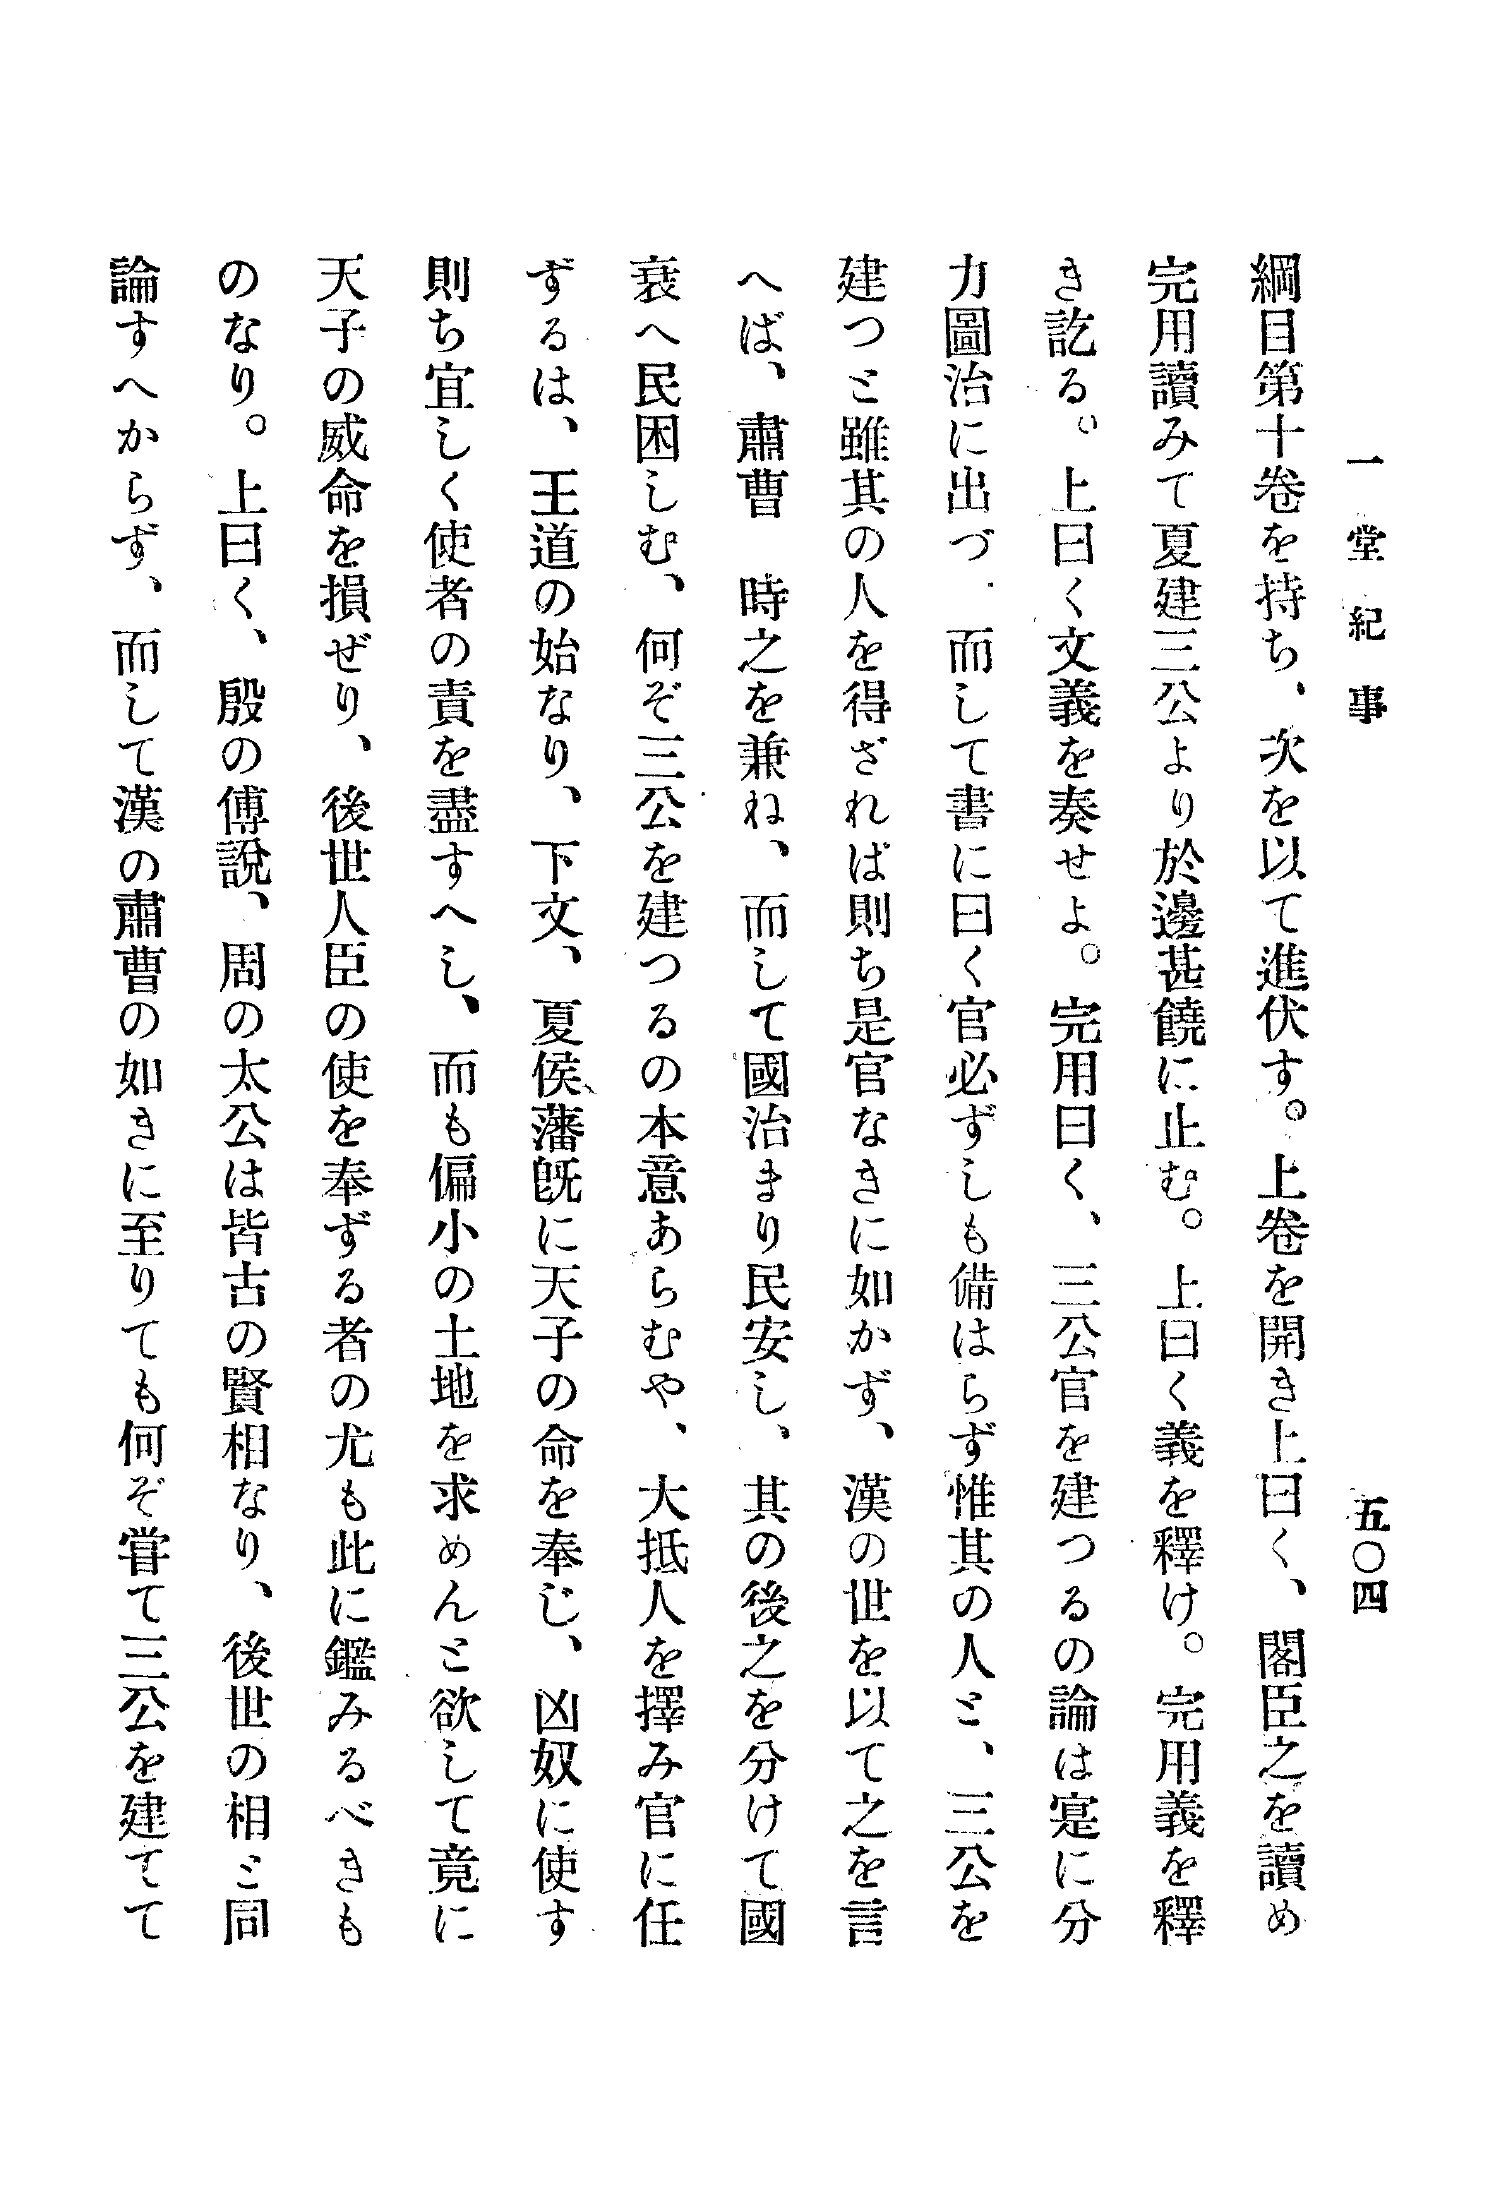 一堂紀事　五〇四
綱目第十卷を持ち、次を以て進伏す。上卷を開き上曰く、閣臣之を讀め
完用讀みて夏建三公より於邊甚饒に止む。上曰く義を釋け。完用義を釋
き訖る。上曰く文義を奏せよ。完用曰く、三公官を建つるの論は寔に分
力圖治に出づ、而して書に曰く官必ずしも備はらず惟其の人と、三公を
建つと雖其の人を得ざれば則ち是官なきに如かず、漢の世を以て之を言
へば、肅曹　時之を兼ね、而して國治まり民安し、其の後之を分けて國
衰へ民困しむ、何ぞ三公を建つるの本意あらむや、大抵人を擇み官に任
ずるは、王道の始なり、下文、夏侯藩旣に天子の命を奉じ、凶奴に使す
則ち宜しく使者の責を盡すへし、而も偏小の土地を求めんと欲して竟に
天子の威命を損ぜり、後世人臣の使を奉ずる者の尤も此に鑑みるべきも
のなり。上曰く、殷の傅說、周の太公は皆古の賢相なり、後世の相と同
論すへからず、而して漢の肅曹の如きに至りても何ぞ甞て三公を建てて